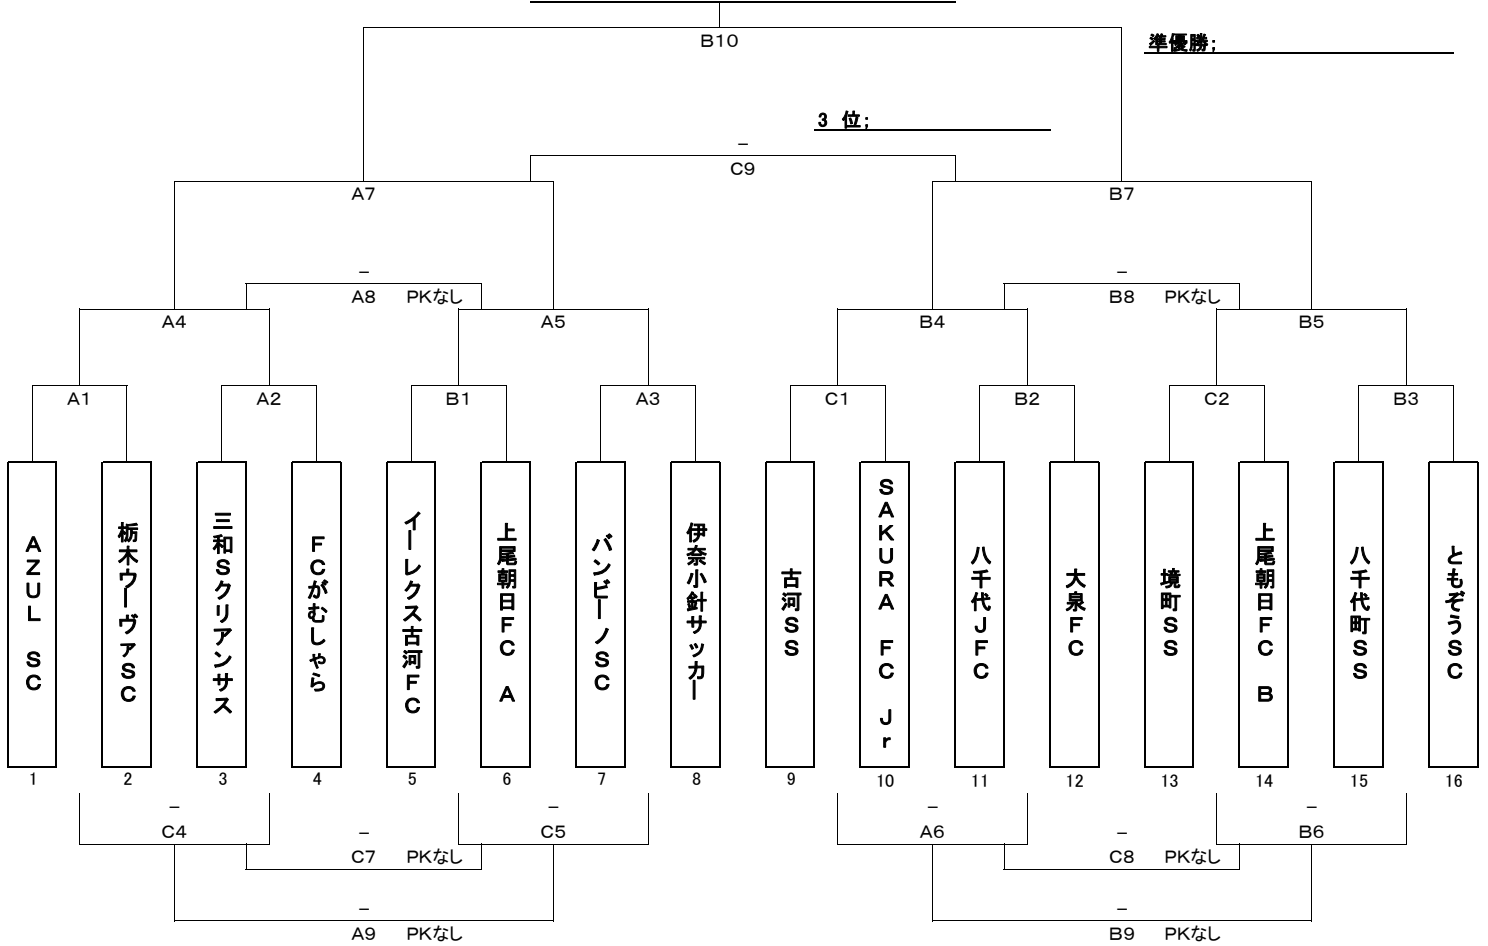 B10
準優勝;
3 位;
−
C9
A7
B7
−
−
A8 PKなし
B8 PKなし
A4
A5
B4
B5
A1
A2
B1
A3
C1
B2
C2
B3
AZUL SC
栃木ウーヴァSC
三和Sクリアンサス
FCがむしゃら
イーレクス古河FC
上尾朝日FC A
バンビーノSC
伊奈小針サッカー
古河SS
SAKURA FC Jr
八千代JFC
大泉FC
境町SS
上尾朝日FC B
八千代町SS
ともぞうSC
1 2 3 4 5 6 7 8 9 10 11 12 13 14 15 16
− − − −
C4
−
C5
A6
−
B6
C7 PKなし
C8 PKなし
−
−
A9 PKなし
B9 PKなし